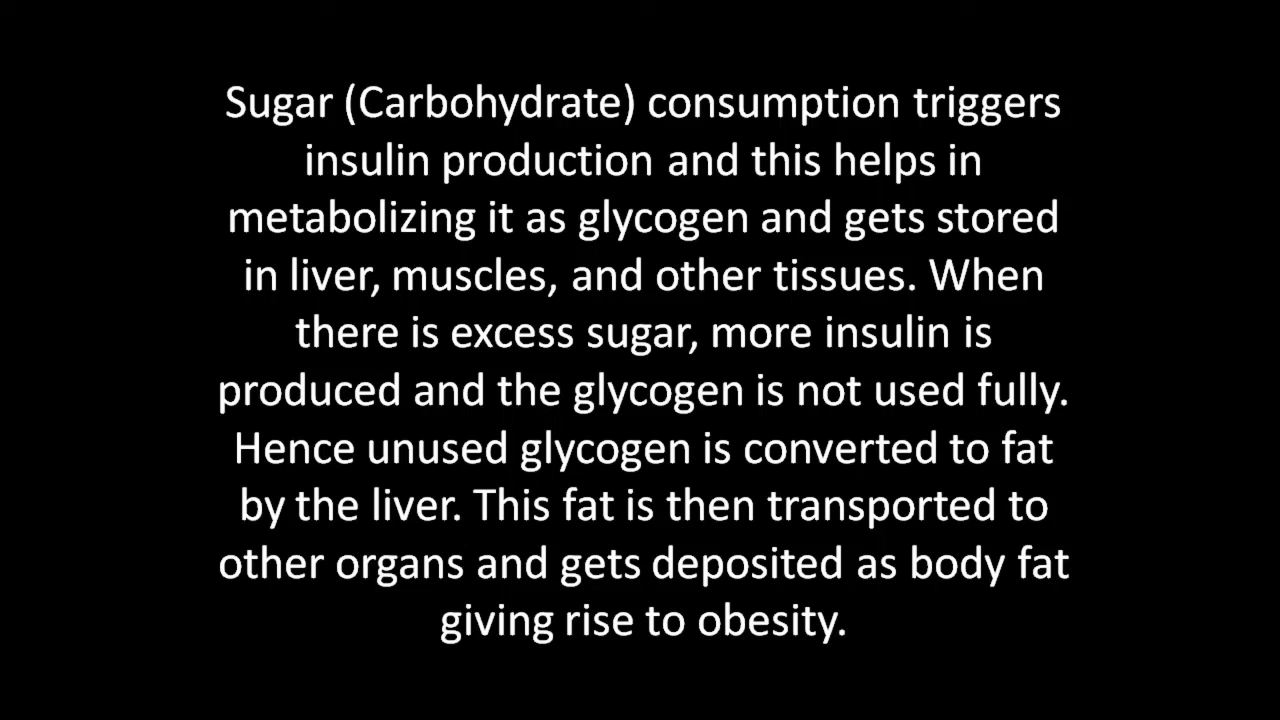 Sugar (Carbohydrate) consumption triggers
insulin production and this helps in
metabolizing it as glycogen and gets stored
in liver, muscles, and other tissues. When
there is excess sugar, more insulin is
produced and the glycogen is not used fully.
Hence unused glycogen is converted to fat
by the liver. This fat is then transported to
other organs and gets deposited as body fat
giving rise to obesity.